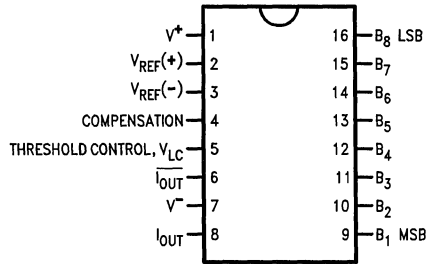 V+ 1 16 B8 LSB
VREF(+) 2 15 B7
VREF(-) 3 14 B6
COMPENSATION 4 13 B5
THRESHOLD CONTROL, VLC 5 12 B4
I̅O̅U̅T̅ 6 11 B3
V- 7 10 B2
IOUT 8 9 B1 MSB